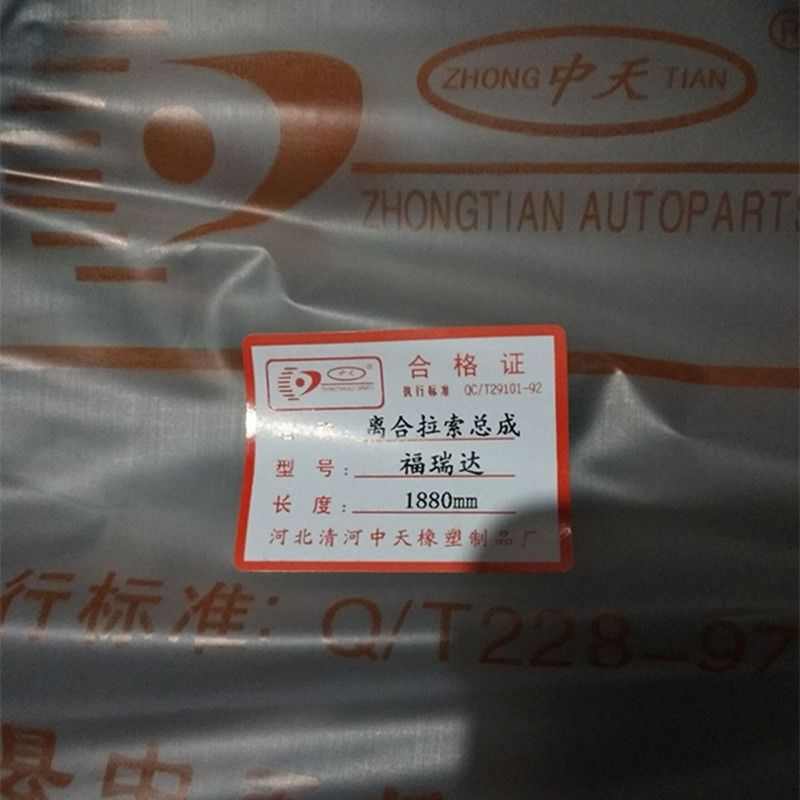 ZHONG 中天 TIAN ®
ZHONGTIAN AUTOPARTS
合格证
中天 ®
执行标准 QC/T29101-92
离合拉索总成
型号: 福瑞达
长度: 1880mm
河北清河中天橡塑制品厂
行标准: Q/T228-97